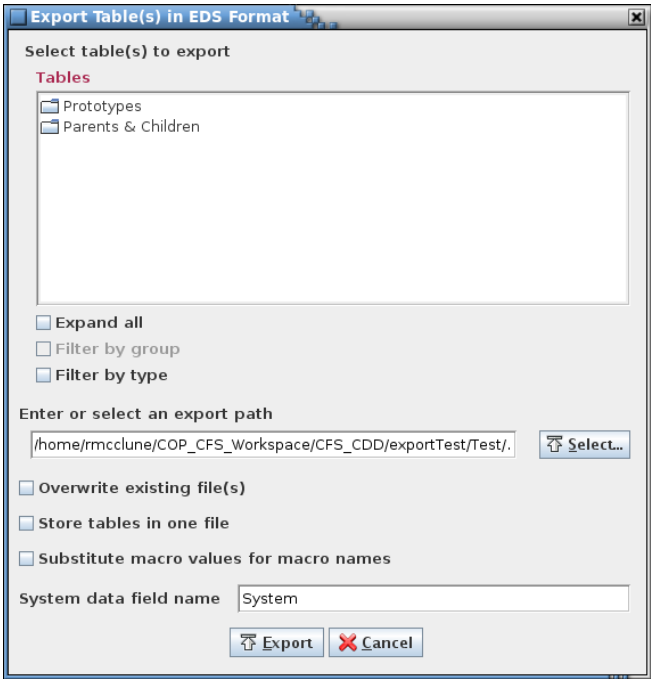 Export Table(s) in EDS Format
Select table(s) to export
Tables
Prototypes
Parents & Children
Expand all
Filter by group
Filter by type
Enter or select an export path
/home/rmcclune/COP_CFS_Workspace/CFS_CDD/exportTest/Test/.
Select...
Overwrite existing file(s)
Store tables in one file
Substitute macro values for macro names
System data field name System
Export Cancel